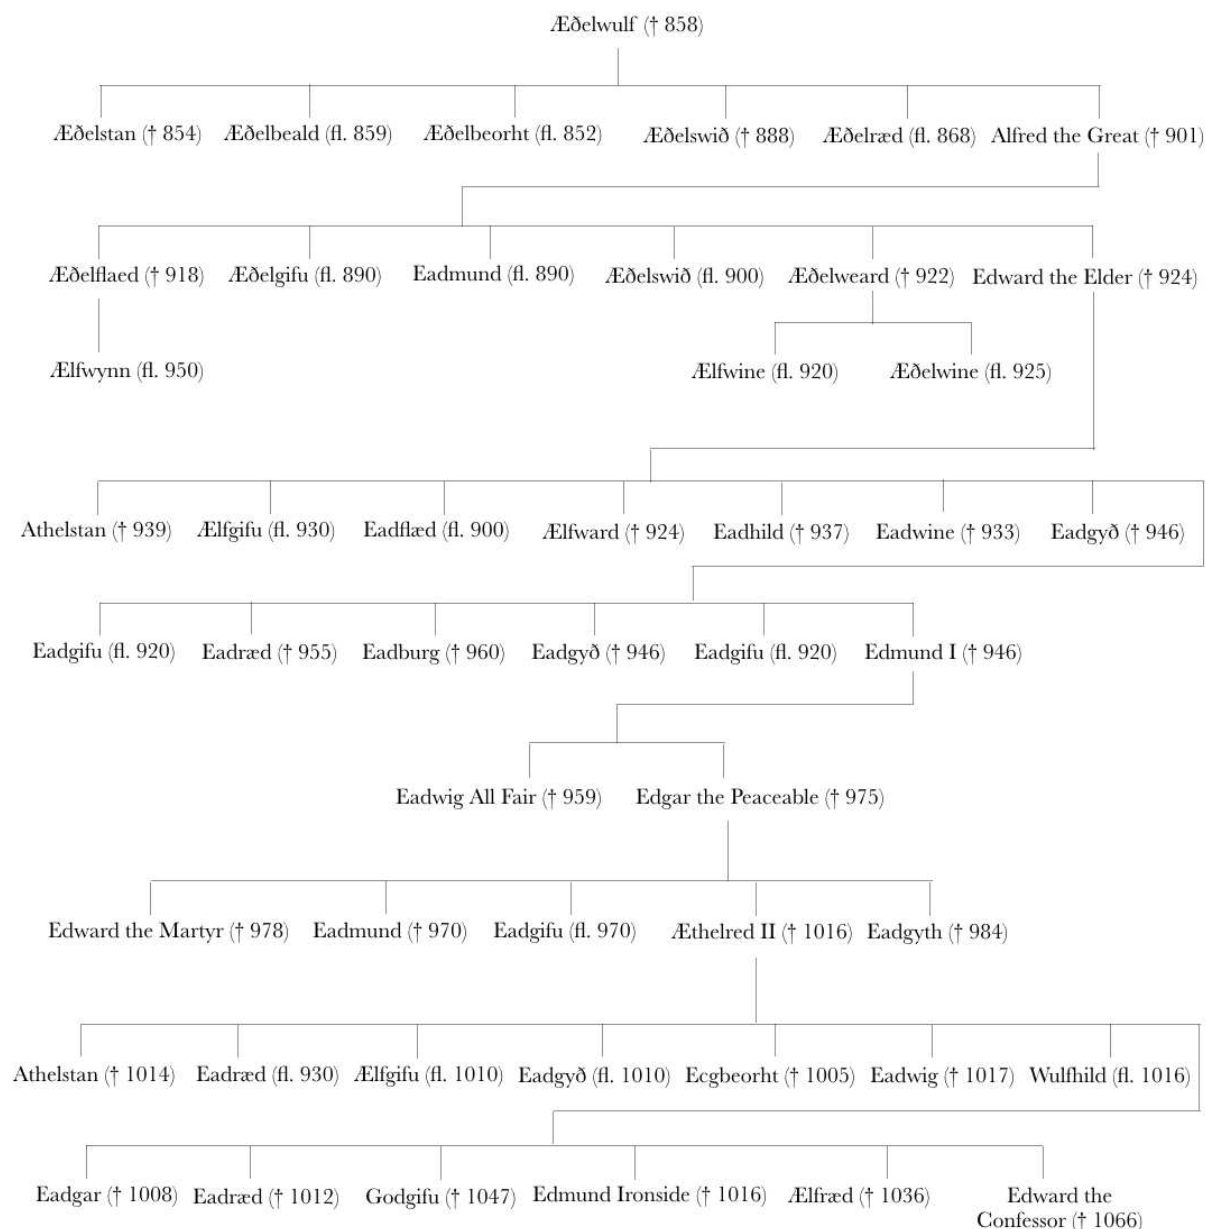 Æðelwulf († 858)
Æðelstan († 854) Æðelbeald (fl. 859) Æðelbeorht (fl. 852) Æðelswið († 888) Æðelræd (fl. 868) Alfred the Great († 901)
Æðelflaed († 918) Æðelgifu (fl. 890) Eadmund (fl. 890) Æðelswið (fl. 900) Æðelweard († 922) Edward the Elder († 924)
Ælfwynn (fl. 950) Ælfwine (fl. 920) Æðelwine (fl. 925)
Athelstan († 939) Ælfgifu (fl. 930) Eadflæd (fl. 900) Ælfward († 924) Eadhild († 937) Eadwine († 933) Eadgyð († 946)
Eadgifu (fl. 920) Eadræd († 955) Eadburg († 960) Eadgyð († 946) Eadgifu (fl. 920) Edmund I († 946)
Eadwig All Fair († 959) Edgar the Peaceable († 975)
Edward the Martyr († 978) Eadmund († 970) Eadgifu (fl. 970) Æthelred II († 1016) Eadgyth († 984)
Athelstan († 1014) Eadræd (fl. 930) Ælfgifu (fl. 1010) Eadgyð (fl. 1010) Ecgbeorht († 1005) Eadwig († 1017) Wulfhild (fl. 1016)
Eadgar († 1008) Eadræd († 1012) Godgifu († 1047) Edmund Ironside († 1016) Ælfræd († 1036) Edward the
Confessor († 1066)